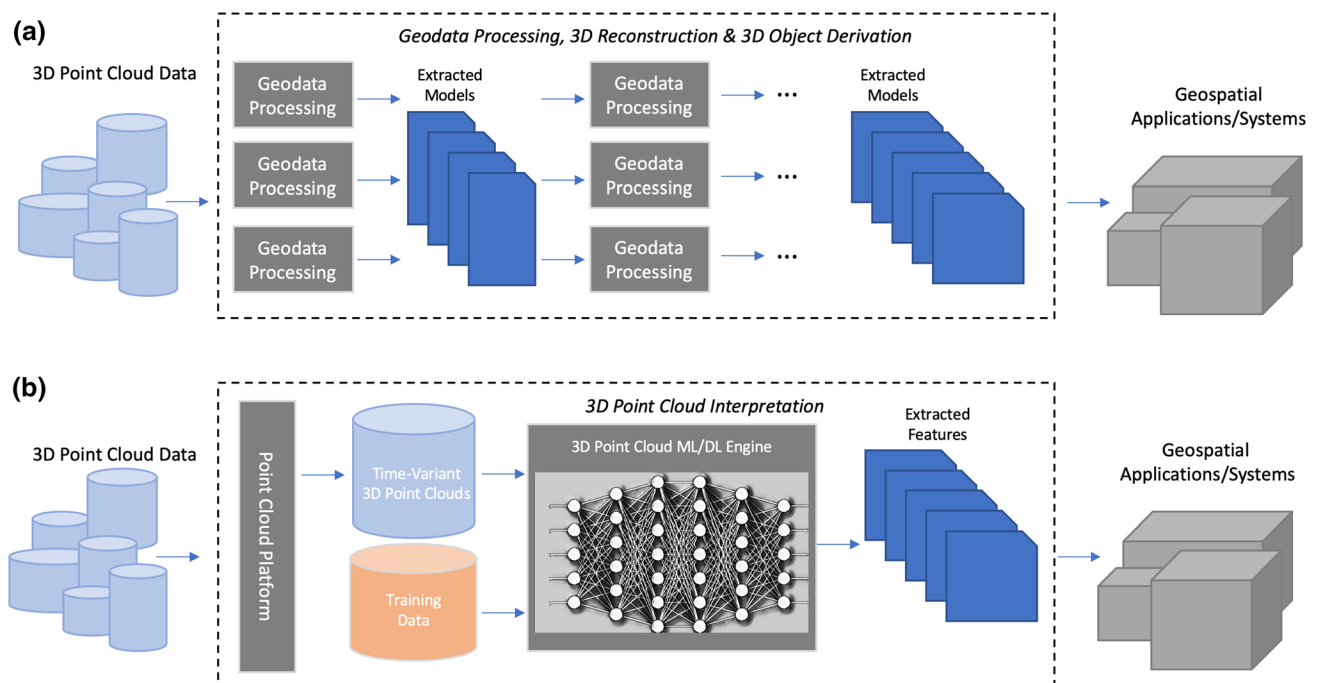 (a)
Geodata Processing, 3D Reconstruction & 3D Object Derivation
3D Point Cloud Data
Geodata
Processing
Extracted
Models
Geodata
Processing
...
Extracted
Models
Geospatial
Applications/Systems
Geodata
Processing
Geodata
Processing
...
Geodata
Processing
Geodata
Processing
...
(b)
3D Point Cloud Interpretation
3D Point Cloud Data
Point Cloud Platform
Time-Variant
3D Point Clouds
Training
Data
3D Point Cloud ML/DL Engine
Extracted
Features
Geospatial
Applications/Systems